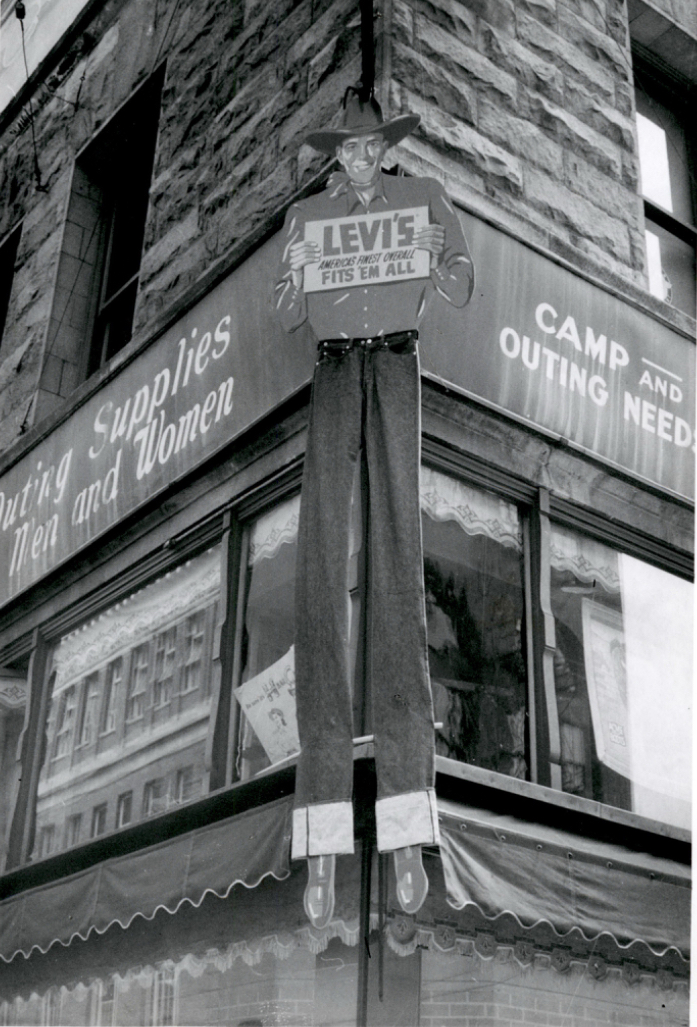 LEVI'S
AMERICA'S FINEST OVERALL
FITS 'EM ALL
Outing Supplies
Men and Women
CAMP AND
OUTING NEEDS